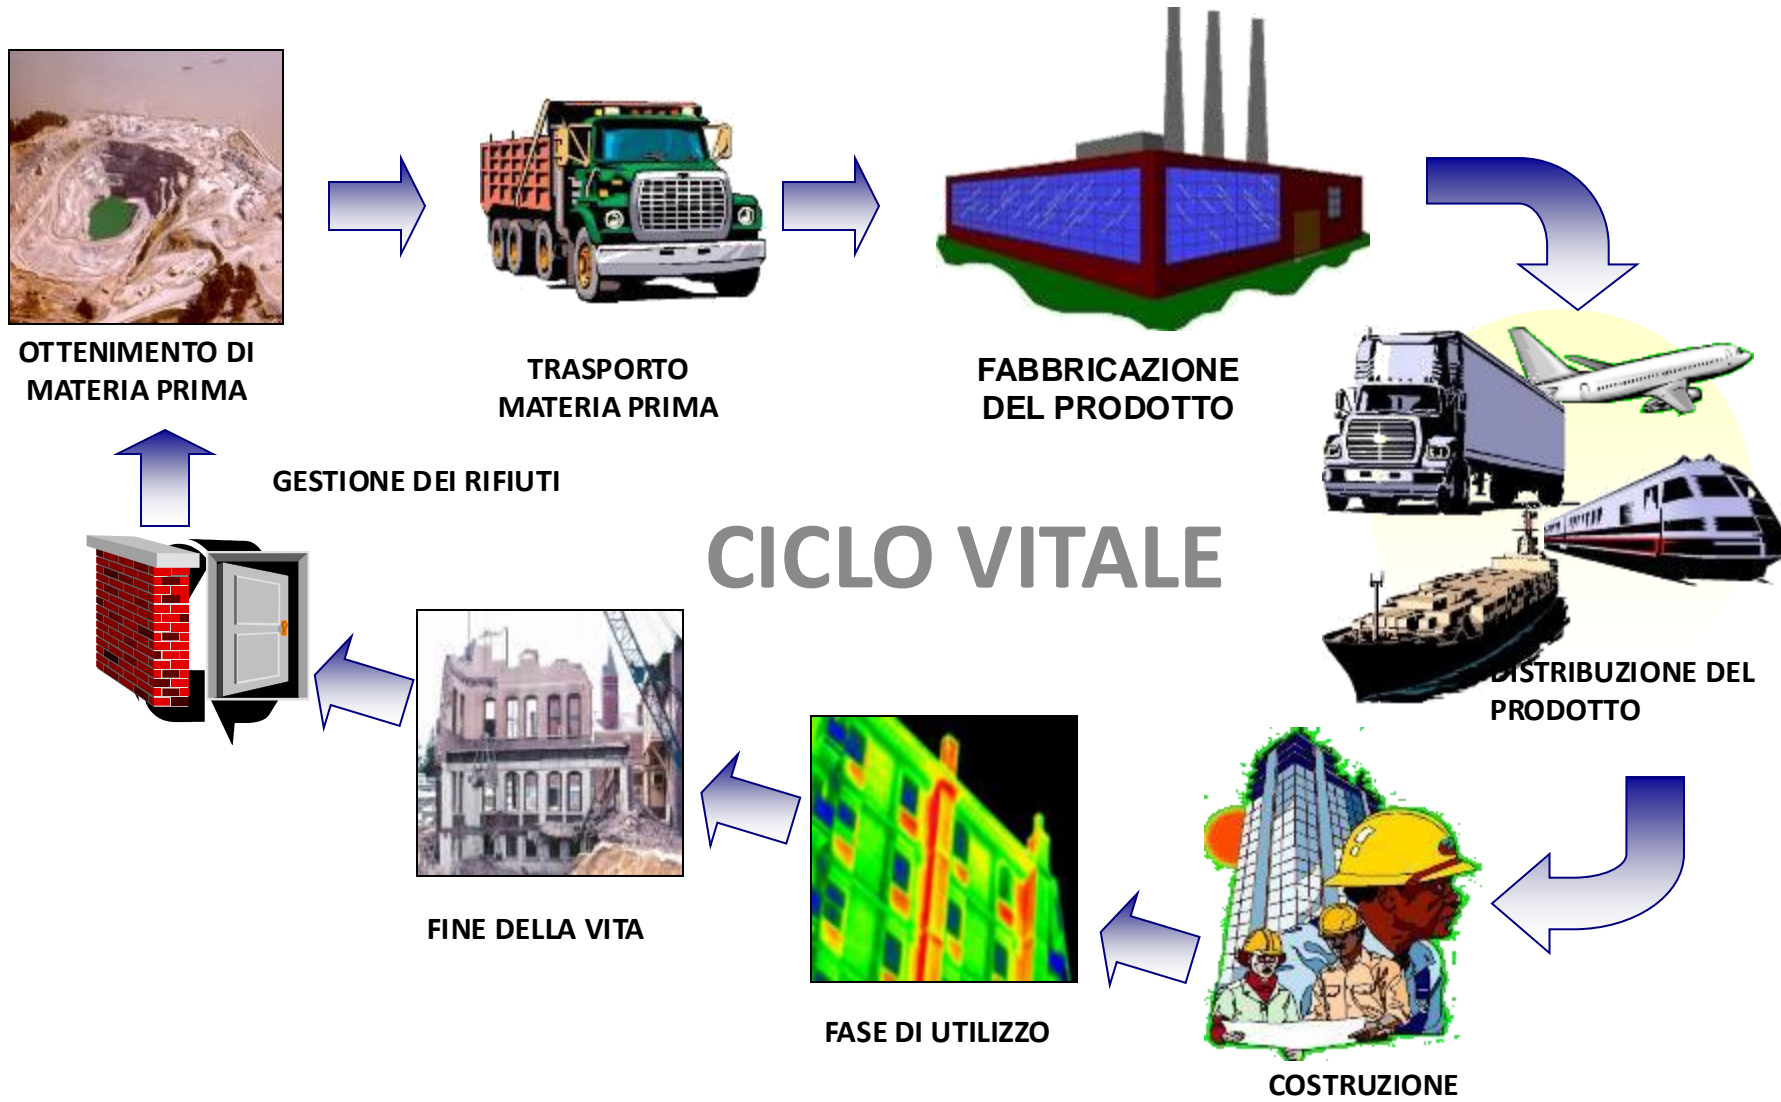 OTTENIMENTO DI
MATERIA PRIMA
TRASPORTO
MATERIA PRIMA
FABBRICAZIONE
DEL PRODOTTO
GESTIONE DEI RIFIUTI
CICLO VITALE
DISTRIBUZIONE DEL
PRODOTTO
FINE DELLA VITA
FASE DI UTILIZZO
COSTRUZIONE